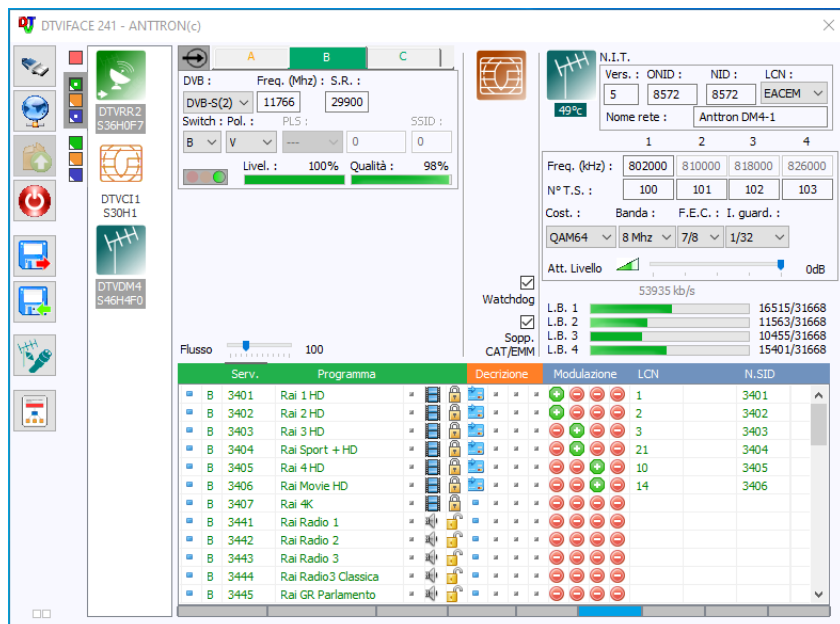 DTVIFACE 241 - ANTTRON(c)
A B C
DVB : Freq. (Mhz) : S.R. :
DVB-S(2) 11766 29900
Switch : Pol. : PLS : SSID :
B V --- 0 0
Livel. : 100% Qualità : 98%
DTVRR2
S36H0F7
DTVCI1
S30H1
DTVDM4
S46H4F0
Watchdog
Sopp.
CAT/EMM
Flusso 100
49°c
N.I.T.
Vers. : ONID : NID : LCN :
5 8572 8572 EACEM
Nome rete : Anttron DM4-1
1 2 3 4
Freq. (kHz) : 802000 810000 818000 826000
N° T.S. : 100 101 102 103
Cost. : Banda : F.E.C. : I. guard. :
QAM64 8 Mhz 7/8 1/32
Att. Livello 0dB
53935 kb/s
L.B. 1 16515/31668
L.B. 2 11563/31668
L.B. 3 10455/31668
L.B. 4 15401/31668
Serv. Programma Decrizione Modulazione LCN N.SID
B 3401 Rai 1 HD 1 3401
B 3402 Rai 2 HD 2 3402
B 3403 Rai 3 HD 3 3403
B 3404 Rai Sport + HD 21 3404
B 3405 Rai 4 HD 10 3405
B 3406 Rai Movie HD 14 3406
B 3407 Rai 4K
B 3441 Rai Radio 1
B 3442 Rai Radio 2
B 3443 Rai Radio 3
B 3444 Rai Radio3 Classica
B 3445 Rai GR Parlamento